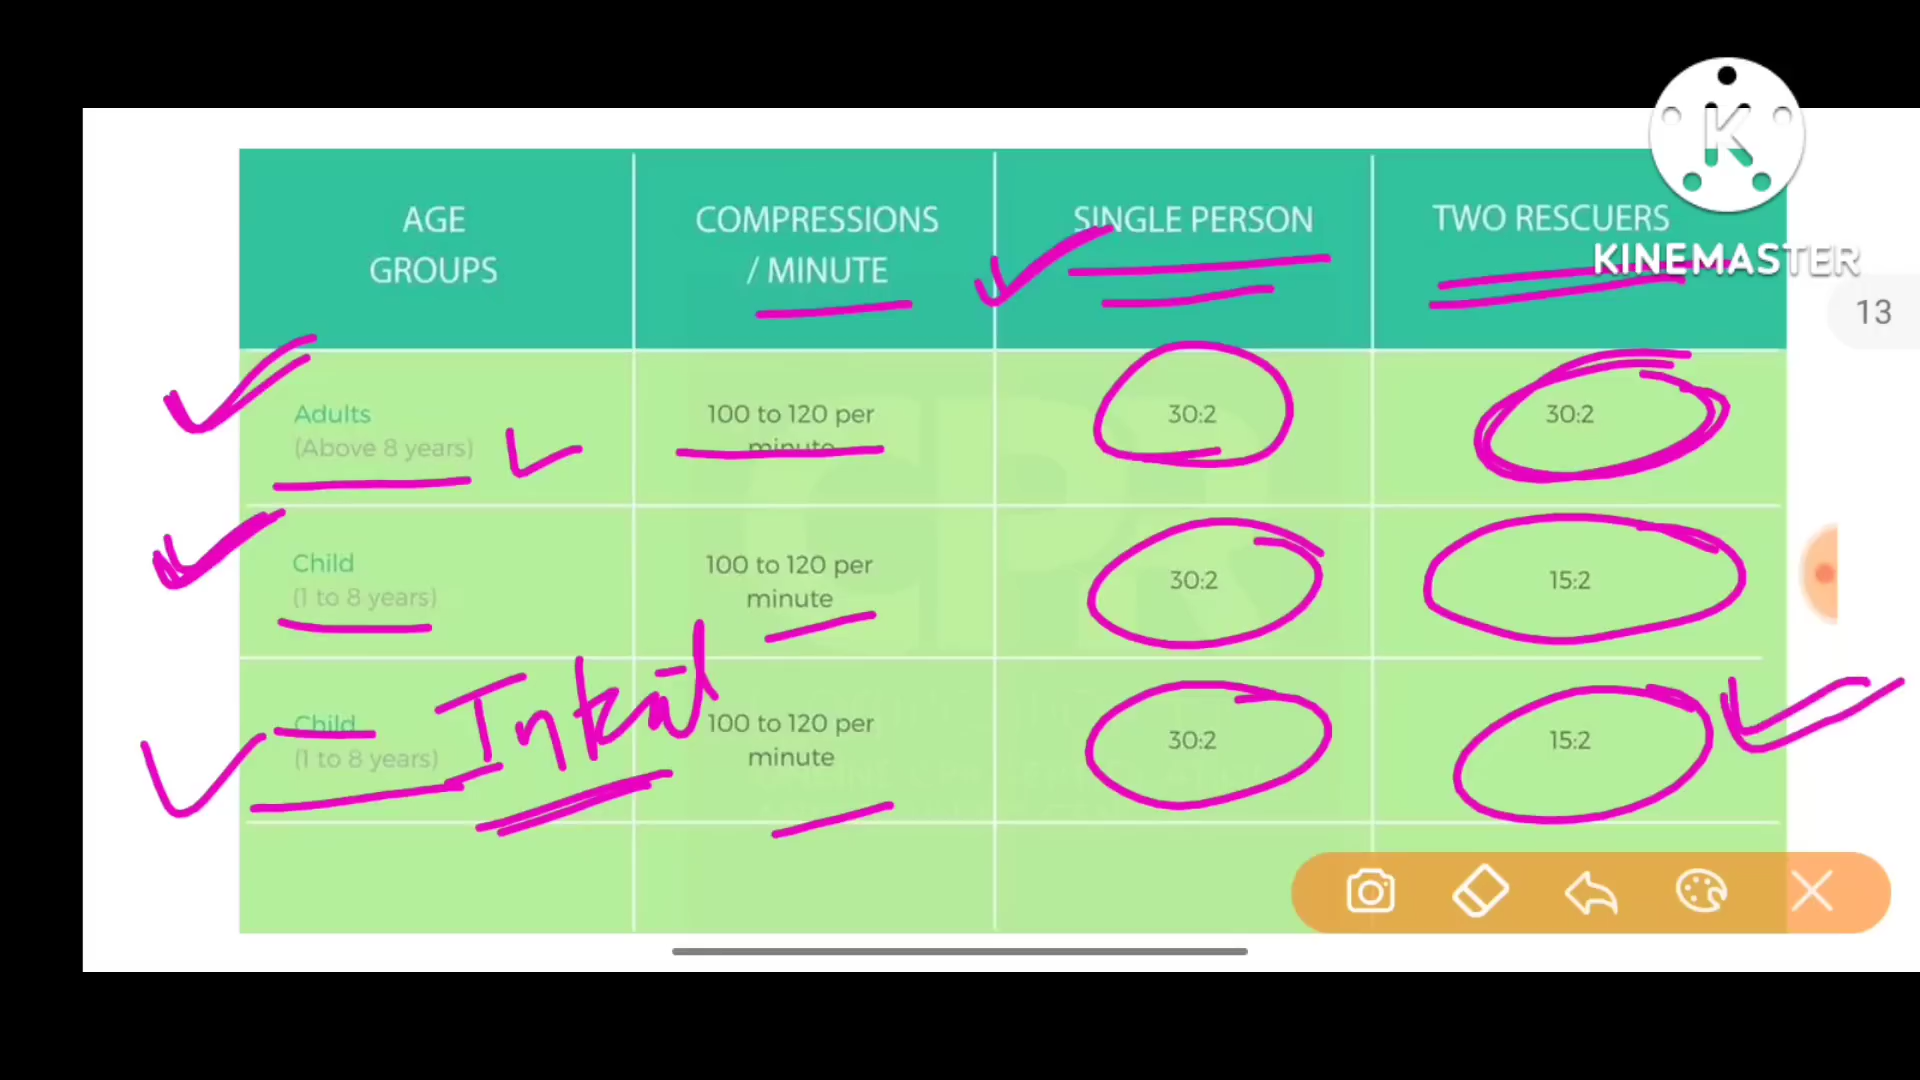 AGE
GROUPS
COMPRESSIONS
/ MINUTE
SINGLE PERSON
TWO RESCUERS
K
KINEMASTER
13
Adults
(Above 8 years)
100 to 120 per
minute
30:2
30:2
Child
(1 to 8 years)
100 to 120 per
minute
30:2
15:2
Child
(1 to 8 years)
100 to 120 per
minute
30:2
15:2
CPR